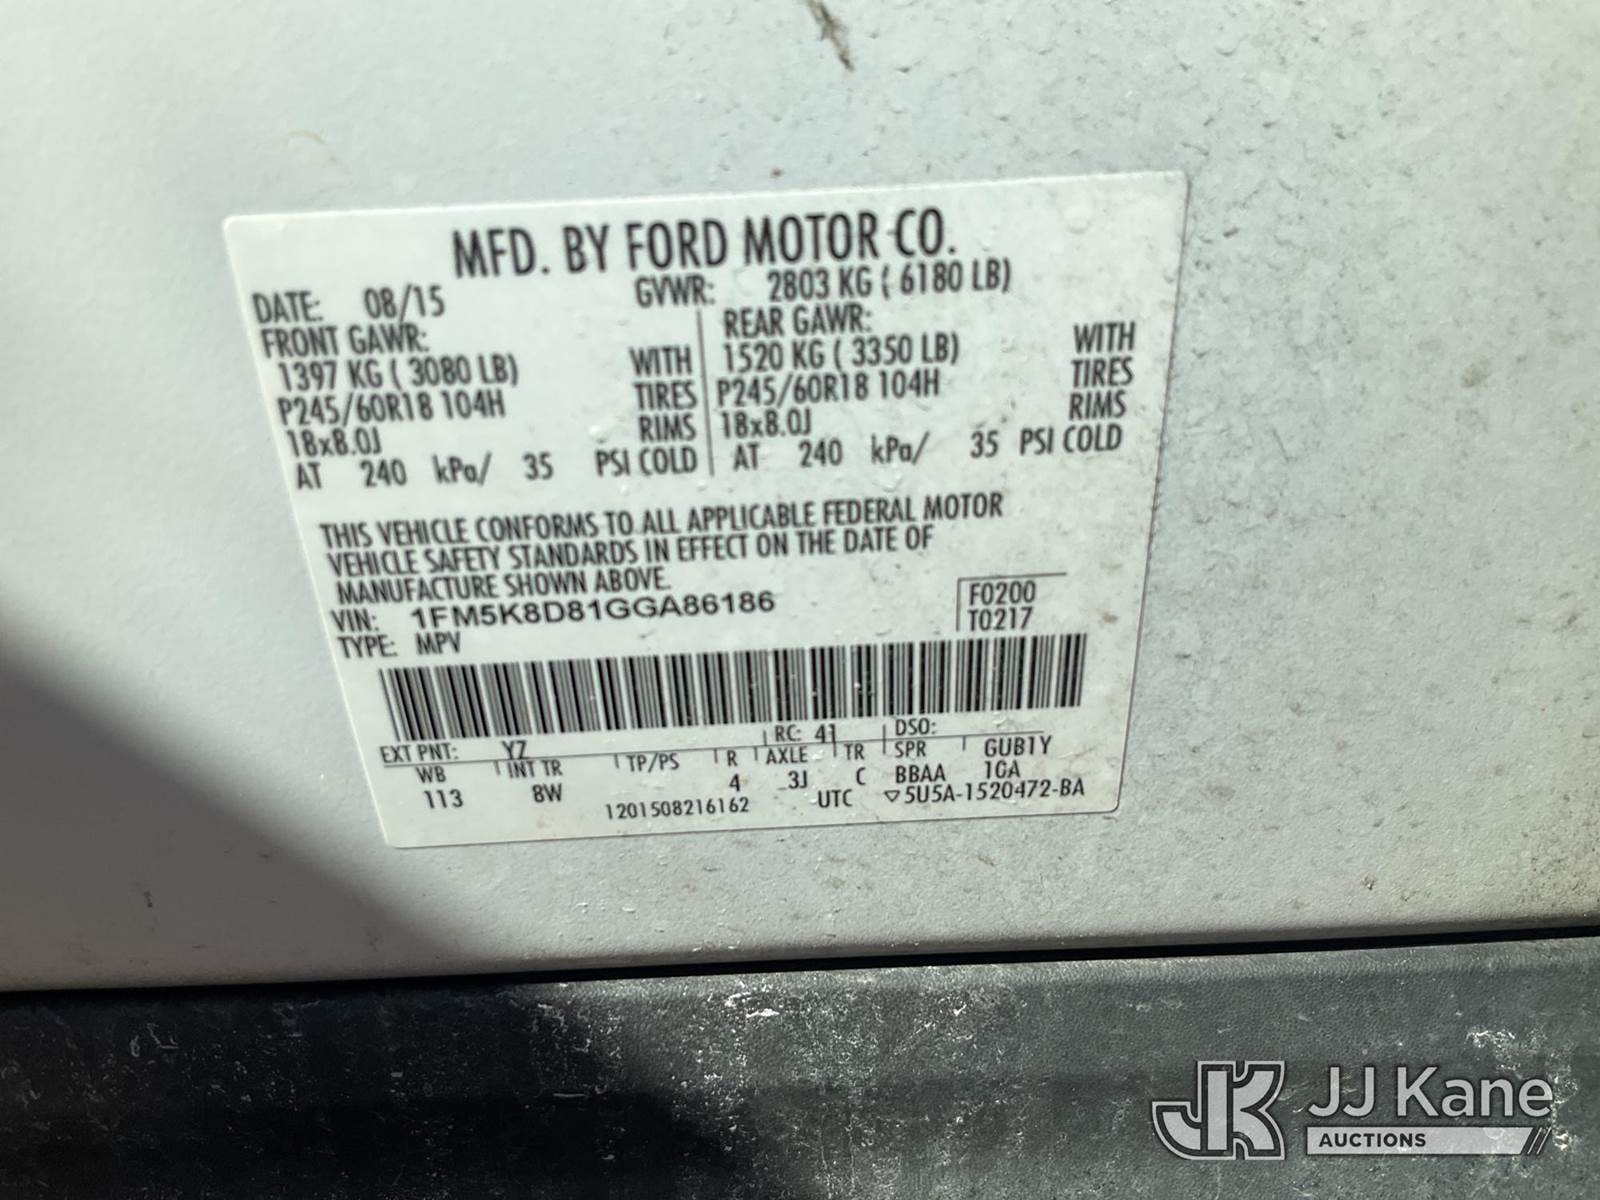 MFD. BY FORD MOTOR CO.
DATE: 08/15 GVWR: 2803 KG ( 6180 LB)
FRONT GAWR: REAR GAWR:
1397 KG ( 3080 LB) WITH 1520 KG ( 3350 LB) WITH
P245/60R18 104H TIRES P245/60R18 104H TIRES
18x8.0J RIMS 18x8.0J RIMS
AT 240 kPa/ 35 PSI COLD AT 240 kPa/ 35 PSI COLD
THIS VEHICLE CONFORMS TO ALL APPLICABLE FEDERAL MOTOR
VEHICLE SAFETY STANDARDS IN EFFECT ON THE DATE OF
MANUFACTURE SHOWN ABOVE.
VIN: 1FM5K8D81GGA86186 F0200
TYPE: MPV T0217
EXT PNT: YZ RC: 41 DSO:
WB INT TR TP/PS R AXLE TR SPR GUB1Y
113 8W 4 3J C BBAA 1GA
1201508216162 UTC ▽5U5A-1520472-BA
JK JJ Kane
AUCTIONS